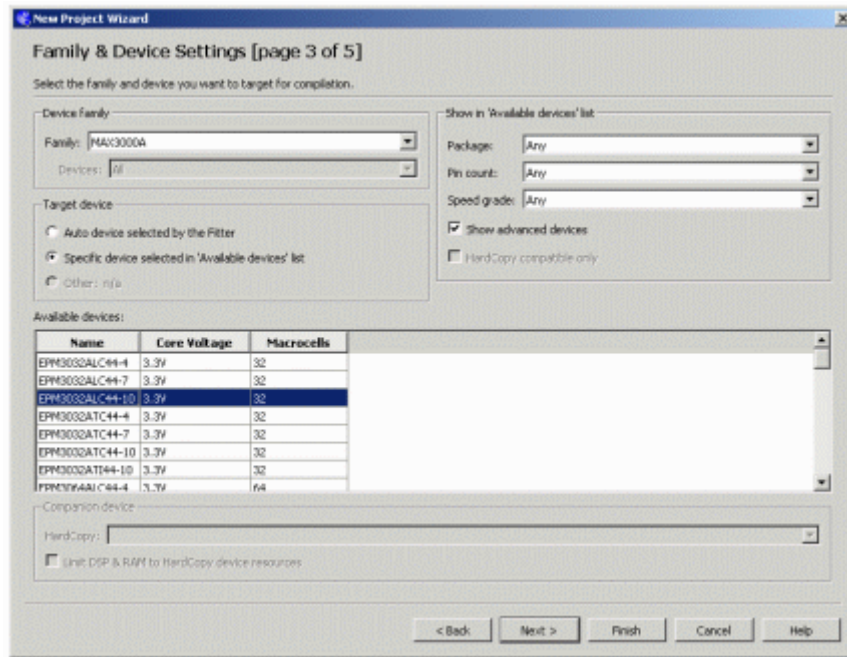 New Project Wizard
Family & Device Settings [page 3 of 5]
Select the family and device you want to target for compilation.
Device family
Family: MAX3000A
Devices: All
Target device
Auto device selected by the Fitter
Specific device selected in 'Available devices' list
Other: n/a
Show in 'Available devices' list
Package: Any
Pin count: Any
Speed grade: Any
Show advanced devices
HardCopy compatible only
Available devices:
Name Core Voltage Macrocells
EPM3032ALC44-4 3.3V 32
EPM3032ALC44-7 3.3V 32
EPM3032ALC44-10 3.3V 32
EPM3032ATC44-4 3.3V 32
EPM3032ATC44-7 3.3V 32
EPM3032ATC44-10 3.3V 32
EPM3032ATI44-10 3.3V 32
EPM3064ALC44-4 3.3V 64
Companion device
HardCopy:
Limit DSP & RAM to HardCopy device resources
< Back Next > Finish Cancel Help